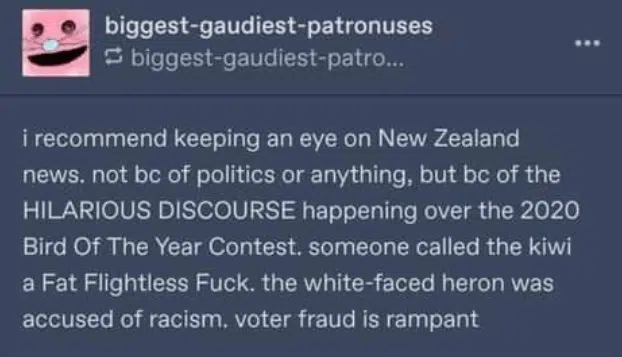 biggest-gaudiest-patronuses
biggest-gaudiest-patro...
i recommend keeping an eye on New Zealand
news. not bc of politics or anything, but bc of the
HILARIOUS DISCOURSE happening over the 2020
Bird Of The Year Contest. someone called the kiwi
a Fat Flightless Fuck. the white-faced heron was
accused of racism. voter fraud is rampant